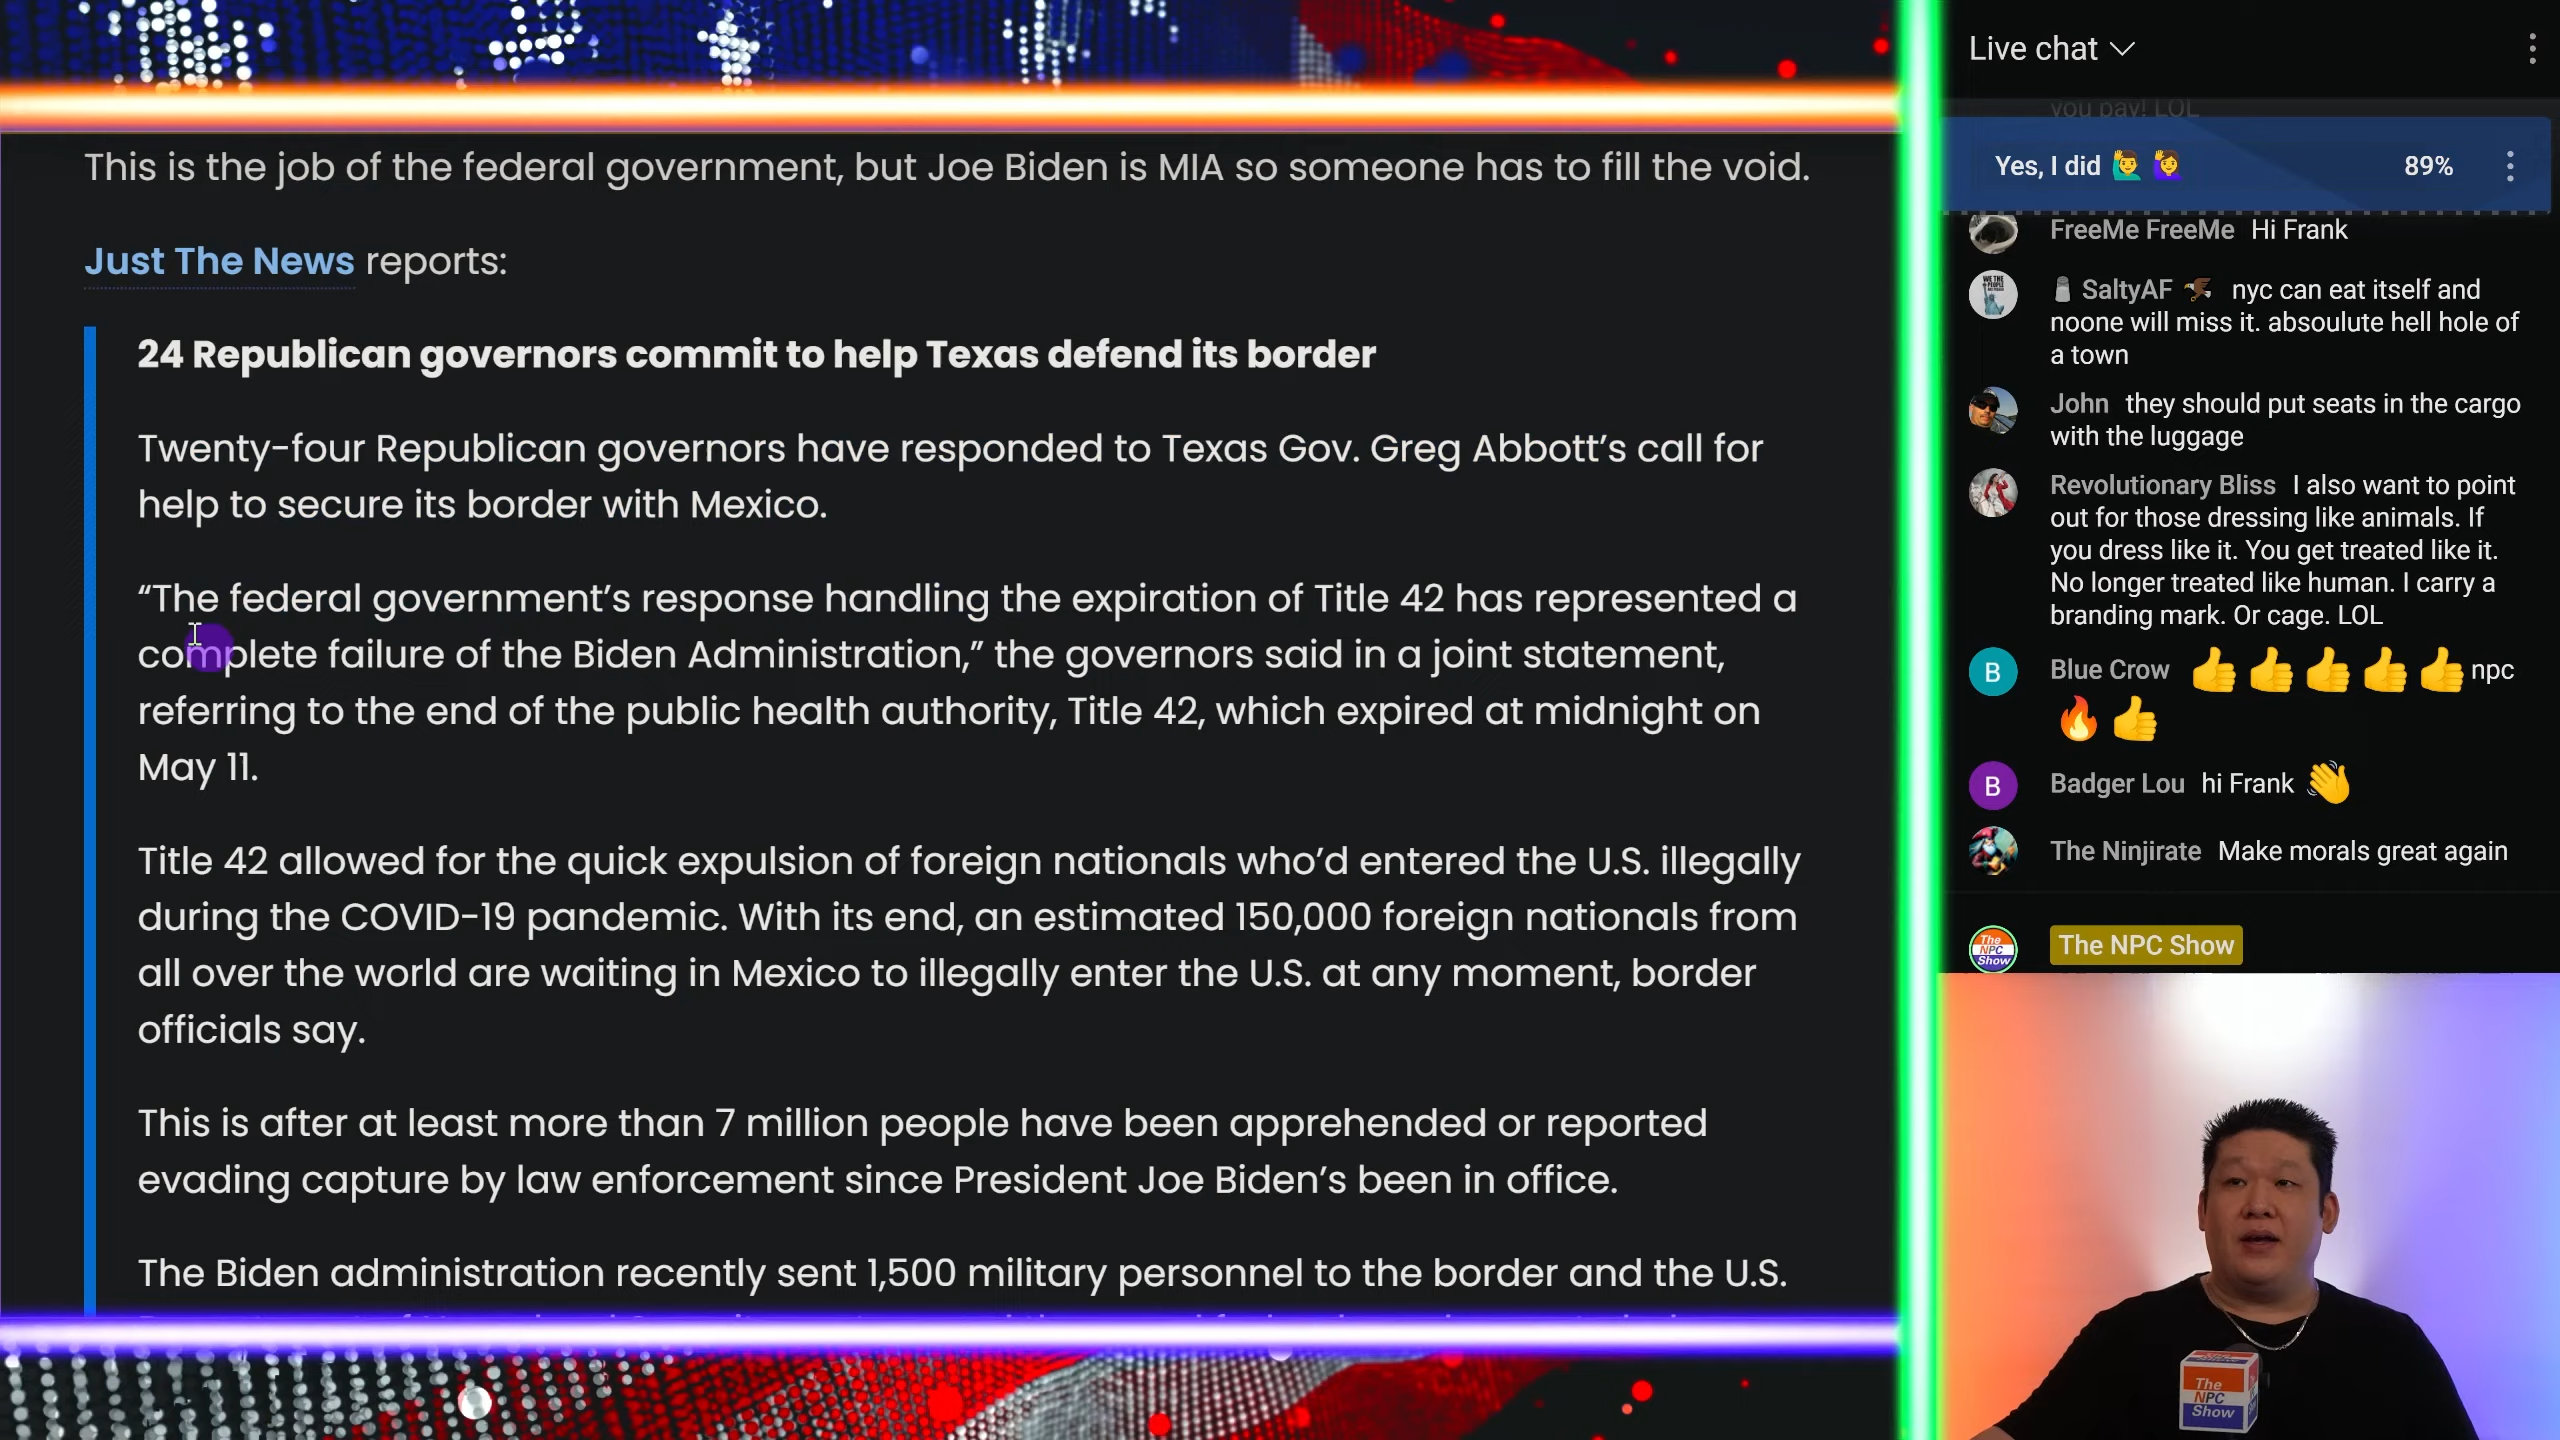 This is the job of the federal government, but Joe Biden is MIA so someone has to fill the void.
Just The News reports:
24 Republican governors commit to help Texas defend its border
Twenty-four Republican governors have responded to Texas Gov. Greg Abbott’s call for
help to secure its border with Mexico.
“The federal government’s response handling the expiration of Title 42 has represented a
complete failure of the Biden Administration,” the governors said in a joint statement,
referring to the end of the public health authority, Title 42, which expired at midnight on
May 11.
Title 42 allowed for the quick expulsion of foreign nationals who’d entered the U.S. illegally
during the COVID-19 pandemic. With its end, an estimated 150,000 foreign nationals from
all over the world are waiting in Mexico to illegally enter the U.S. at any moment, border
officials say.
This is after at least more than 7 million people have been apprehended or reported
evading capture by law enforcement since President Joe Biden’s been in office.
The Biden administration recently sent 1,500 military personnel to the border and the U.S.
Live chat
you pay! LOL
Yes, I did 🙋‍♂️ 🙋‍♀️ 89%
FreeMe FreeMe Hi Frank
🧂 SaltyAF 🦅 nyc can eat itself and
noone will miss it. absoulute hell hole of
a town
John they should put seats in the cargo
with the luggage
Revolutionary Bliss I also want to point
out for those dressing like animals. If
you dress like it. You get treated like it.
No longer treated like human. I carry a
branding mark. Or cage. LOL
B Blue Crow 👍👍👍👍👍 npc
🔥👍
B Badger Lou hi Frank 👋
The Ninjirate Make morals great again
The NPC Show The NPC Show
The
NPC
Show